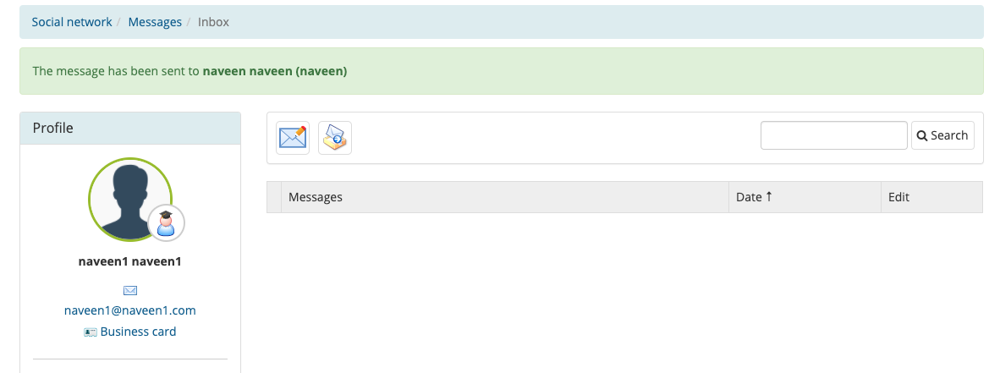 Social network / Messages / Inbox
The message has been sent to naveen naveen (naveen)
Profile
naveen1 naveen1
naveen1@naveen1.com
Business card
Search
Messages Date ↑ Edit